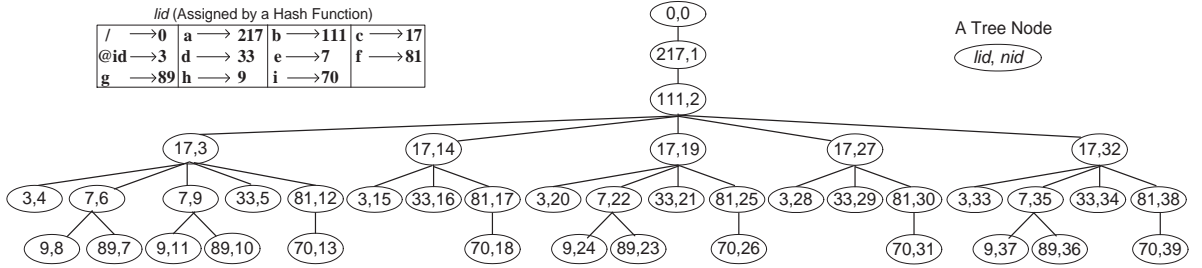 lid (Assigned by a Hash Function)
/ → 0 a → 217 b → 111 c → 17
@id → 3 d → 33 e → 7 f → 81
g → 89 h → 9 i → 70
A Tree Node
lid, nid
0,0
217,1
111,2
17,3 17,14 17,19 17,27 17,32
3,4 7,6 7,9 33,5 81,12 3,15 33,16 81,17 3,20 7,22 33,21 81,25 3,28 33,29 81,30 3,33 7,35 33,34 81,38
9,8 89,7 9,11 89,10 70,13 70,18 9,24 89,23 70,26 70,31 9,37 89,36 70,39